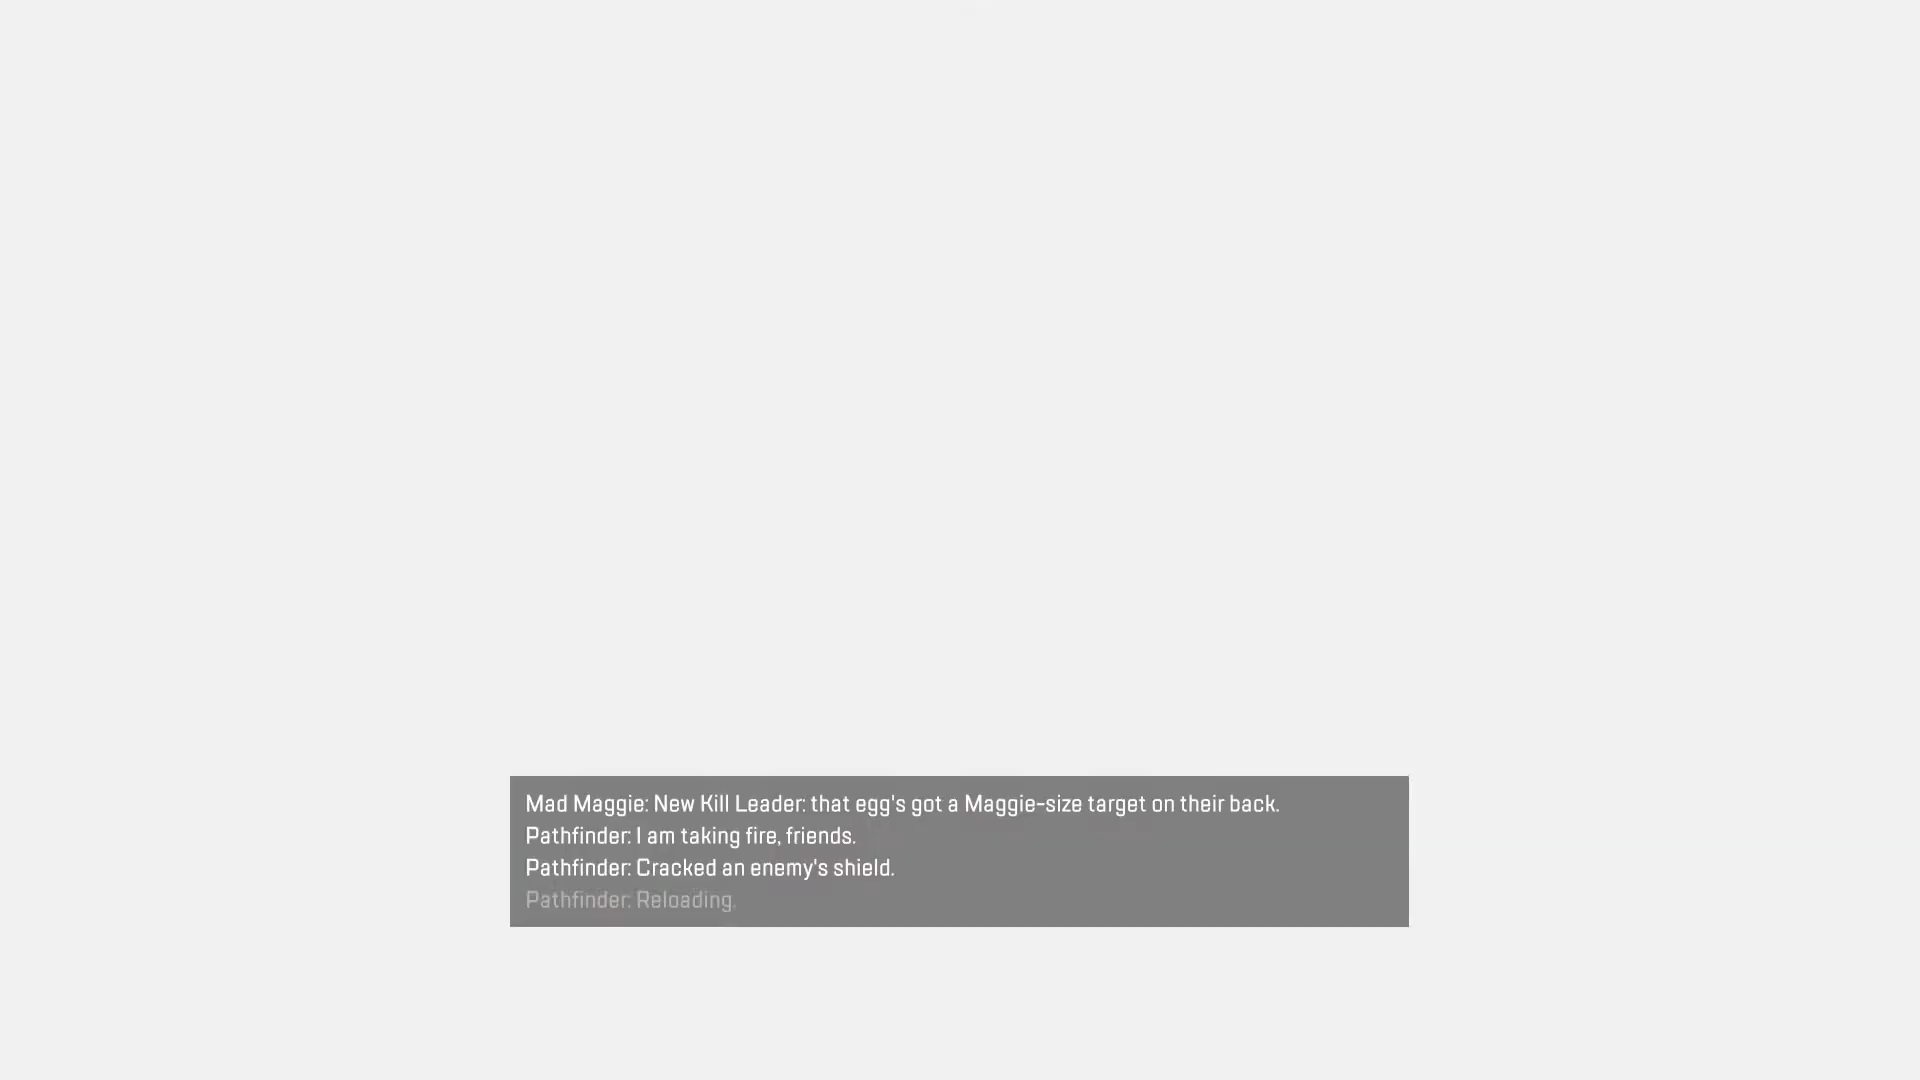 Mad Maggie: New Kill Leader: that egg's got a Maggie-size target on their back.
Pathfinder: I am taking fire, friends.
Pathfinder: Cracked an enemy's shield.
Pathfinder: Reloading.